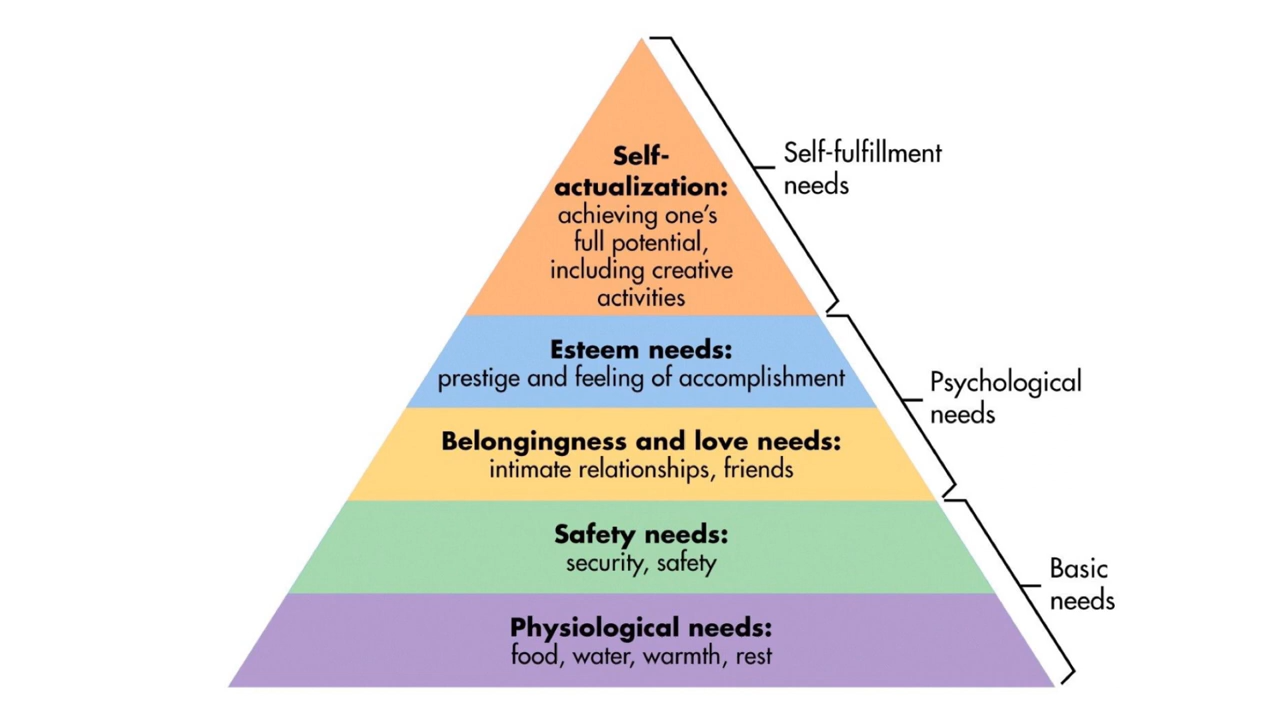 Self-
actualization:
achieving one's
full potential,
including creative
activities
Self-fulfillment
needs
Esteem needs:
prestige and feeling of accomplishment
Psychological
needs
Belongingness and love needs:
intimate relationships, friends
Safety needs:
security, safety
Basic
needs
Physiological needs:
food, water, warmth, rest